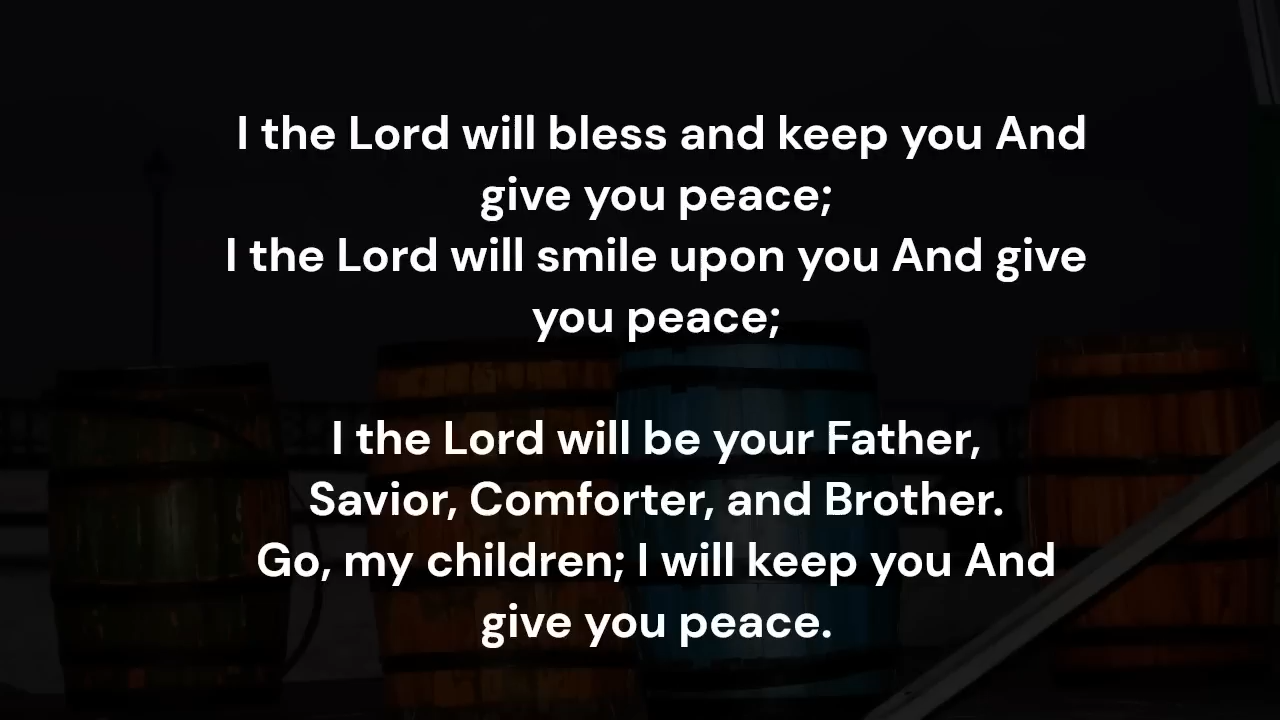 I the Lord will bless and keep you And
give you peace;
I the Lord will smile upon you And give
you peace;
I the Lord will be your Father,
Savior, Comforter, and Brother.
Go, my children; I will keep you And
give you peace.